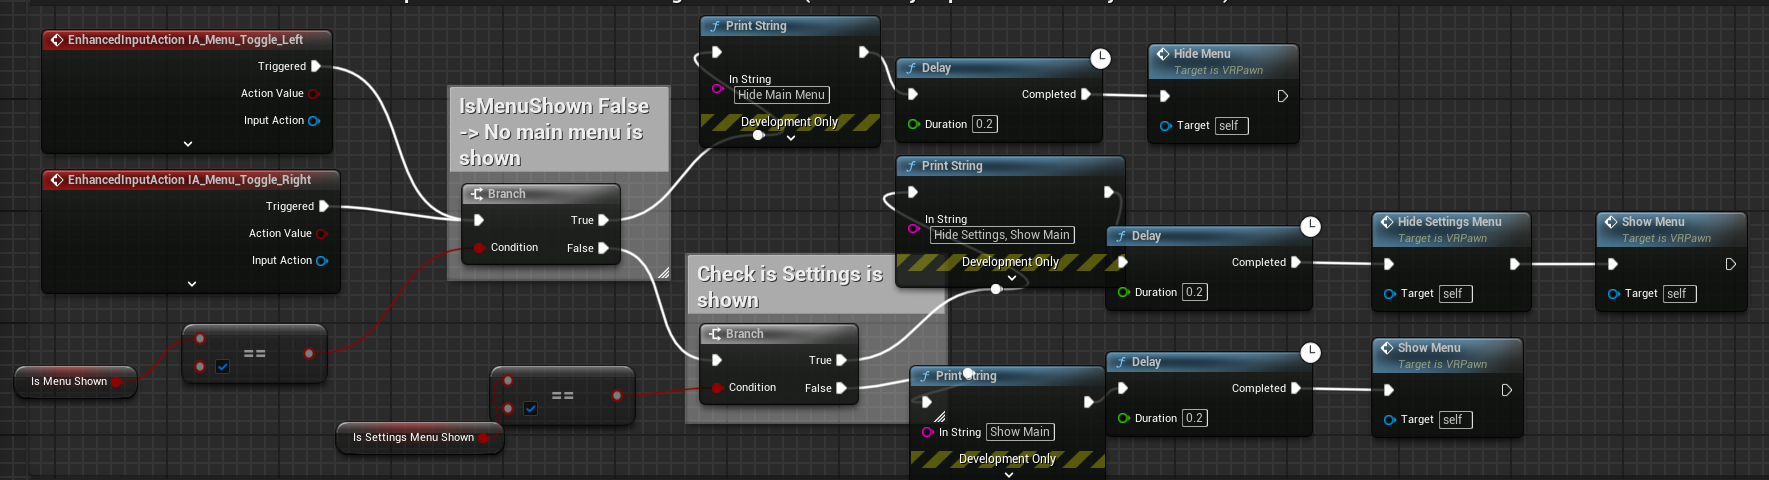 EnhancedInputAction IA_Menu_Toggle_Left
Triggered
Action Value
Input Action
EnhancedInputAction IA_Menu_Toggle_Right
Triggered
Action Value
Input Action
Is Menu Shown
==
IsMenuShown False
-> No main menu is
shown
Branch
True
Condition
False
Is Settings Menu Shown
==
Check is Settings is
shown
Branch
True
Condition
False
Print String
In String
Hide Main Menu
Development Only
Delay
Completed
Duration 0.2
Hide Menu
Target is VRPawn
Target self
Print String
In String
Hide Settings, Show Main
Development Only
Delay
Completed
Duration 0.2
Hide Settings Menu
Target is VRPawn
Target self
Show Menu
Target is VRPawn
Target self
Print String
In String Show Main
Development Only
Delay
Completed
Duration 0.2
Show Menu
Target is VRPawn
Target self